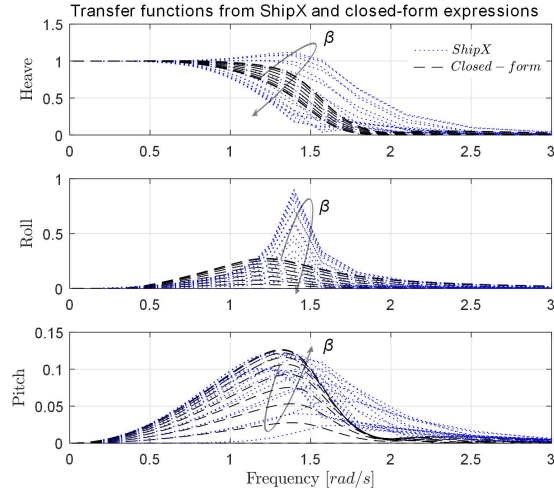 Transfer functions from ShipX and closed-form expressions
1.5
1
0.5
0
Heave
β
ShipX
Closed − form
0 0.5 1 1.5 2 2.5 3
1
0.5
0
Roll
β
0 0.5 1 1.5 2 2.5 3
0.15
0.1
0.05
0
Pitch
β
0 0.5 1 1.5 2 2.5 3
Frequency [rad/s]